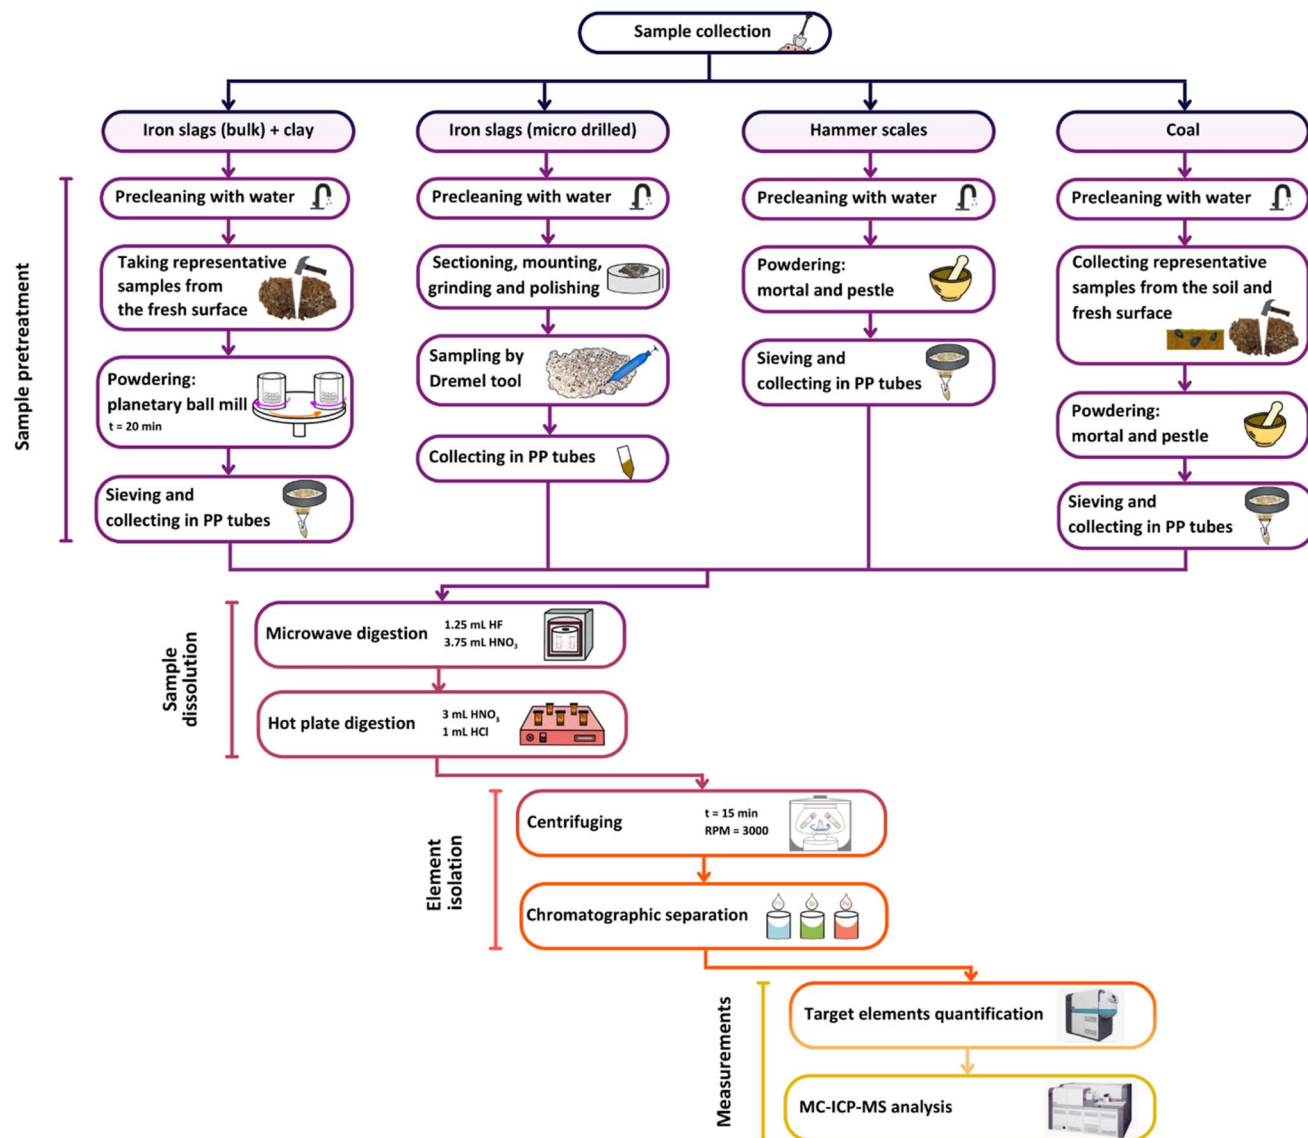 Sample collection
Iron slags (bulk) + clay
Iron slags (micro drilled)
Hammer scales
Coal
Sample pretreatment
Precleaning with water
Taking representative
samples from
the fresh surface
Powdering:
planetary ball mill
t = 20 min
Sieving and
collecting in PP tubes
Precleaning with water
Sectioning, mounting,
grinding and polishing
Sampling by
Dremel tool
Collecting in PP tubes
Precleaning with water
Powdering:
mortal and pestle
Sieving and
collecting in PP tubes
Precleaning with water
Collecting representative
samples from the soil and
fresh surface
Powdering:
mortal and pestle
Sieving and
collecting in PP tubes
Sample
dissolution
Microwave digestion
1.25 mL HF
3.75 mL HNO₃
Hot plate digestion
3 mL HNO₃
1 mL HCl
Element
isolation
Centrifuging
t = 15 min
RPM = 3000
Chromatographic separation
Measurements
Target elements quantification
MC-ICP-MS analysis